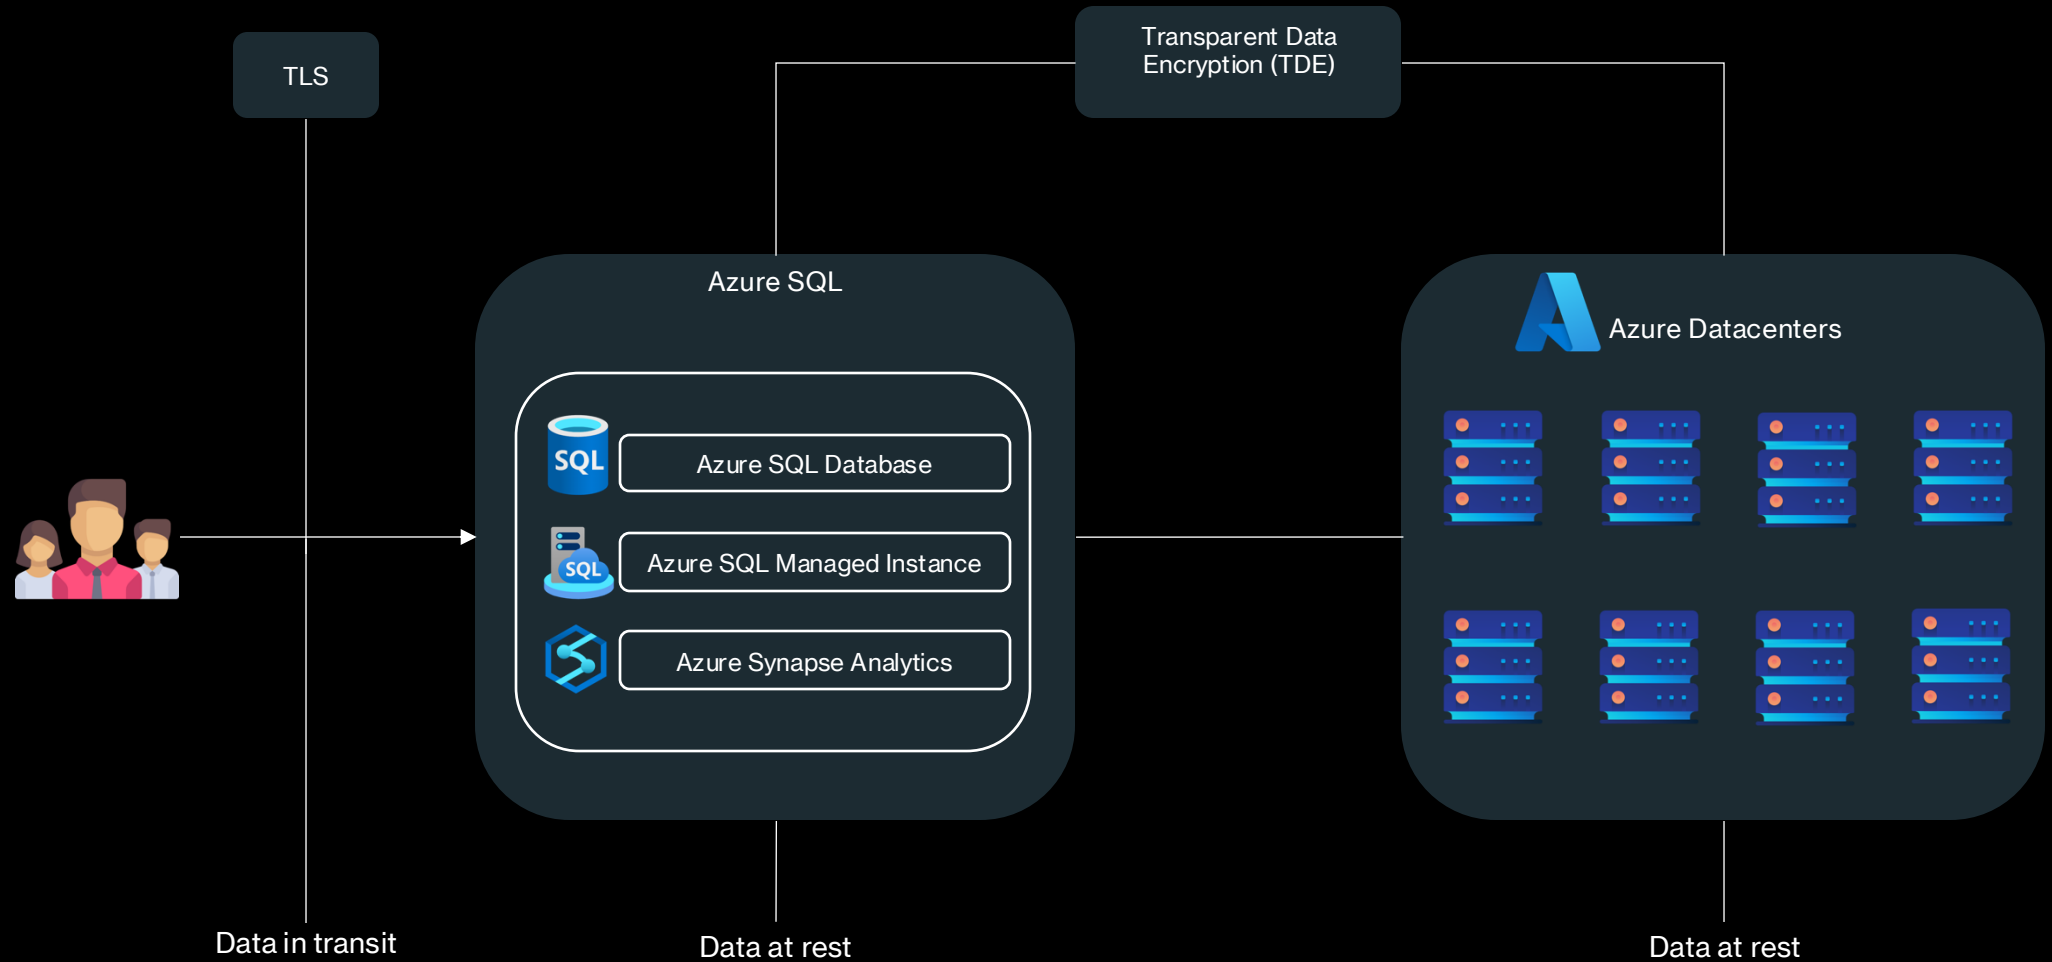 TLS
Transparent Data
Encryption (TDE)
Azure SQL
SQL
Azure SQL Database
SQL
Azure SQL Managed Instance
Azure Synapse Analytics
Azure Datacenters
Data in transit
Data at rest
Data at rest